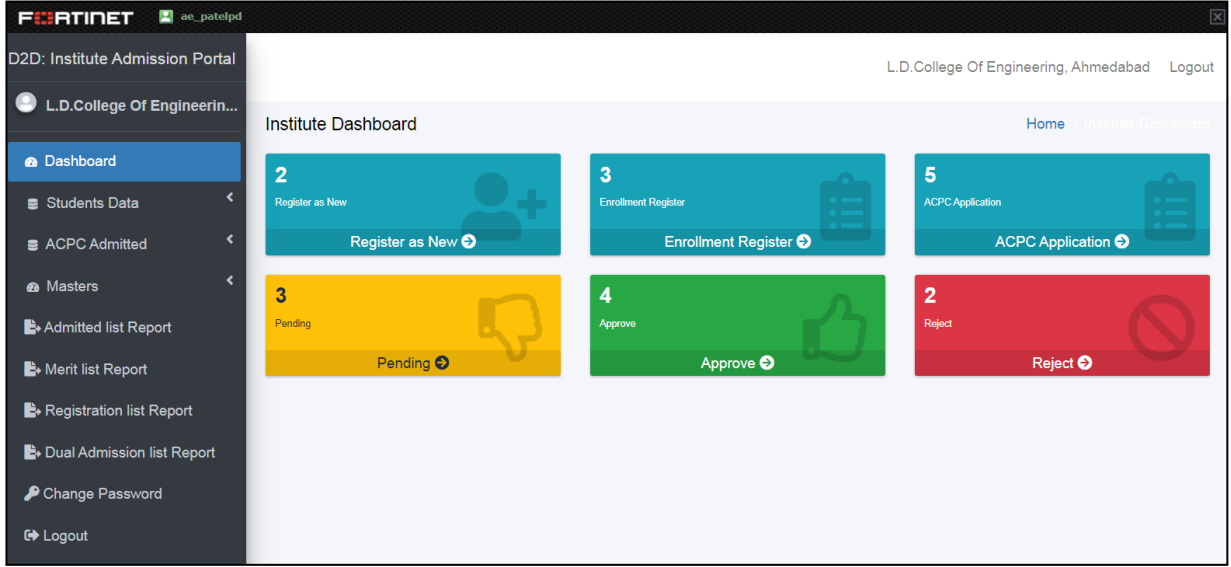 FORTINET ae_patelpd
D2D: Institute Admission Portal
L.D.College Of Engineerin...
Dashboard
Students Data
ACPC Admitted
Masters
Admitted list Report
Merit list Report
Registration list Report
Dual Admission list Report
Change Password
Logout
L.D.College Of Engineering, Ahmedabad Logout
Institute Dashboard
Home / Institute Dashboard
2
Register as New
Register as New
3
Enrollment Register
Enrollment Register
5
ACPC Application
ACPC Application
3
Pending
Pending
4
Approve
Approve
2
Reject
Reject